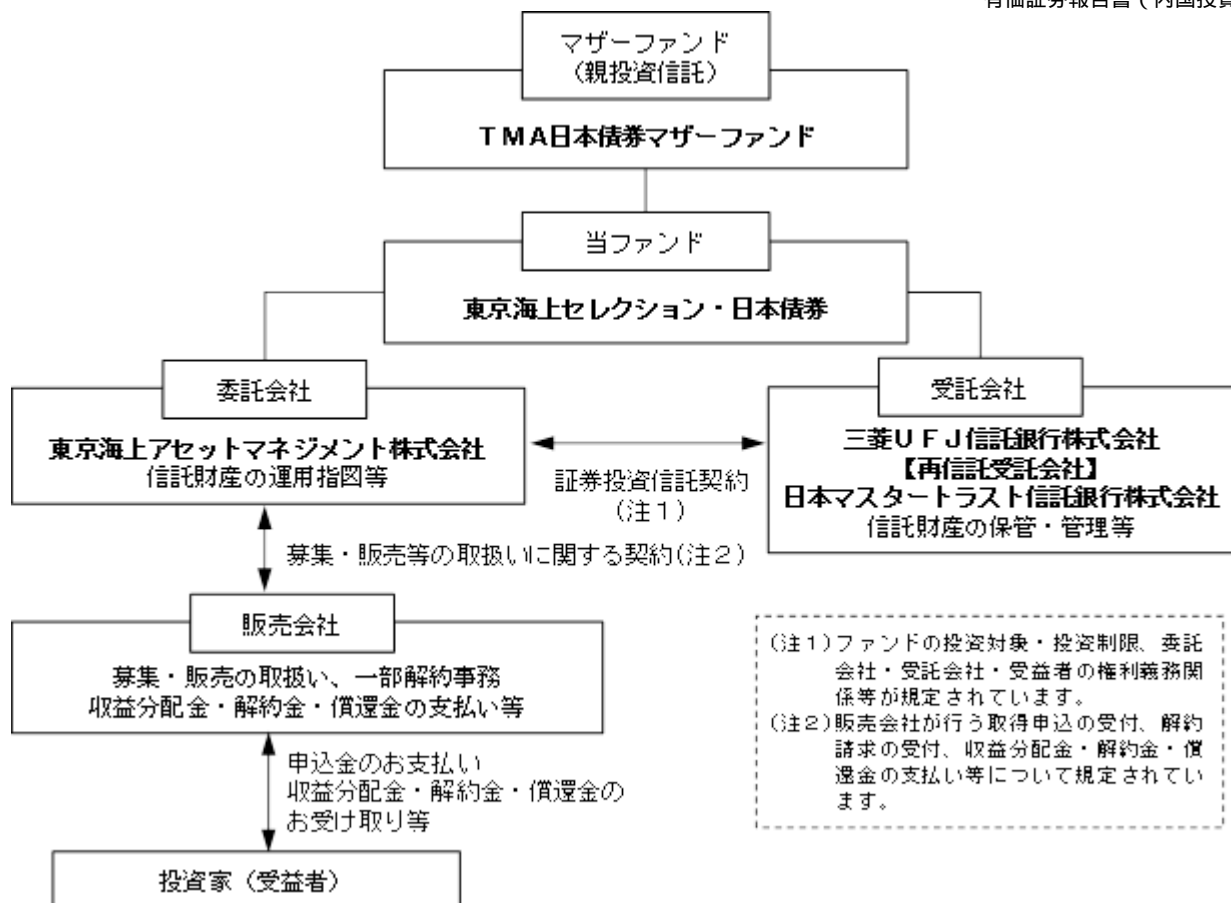 有価証券報告書（内国投資
マザーファンド
（親投資信託）
ＴＭＡ日本債券マザーファンド
当ファンド
東京海上セレクション・日本債券
委託会社
東京海上アセットマネジメント株式会社
信託財産の運用指図等
証券投資信託契約
（注１）
受託会社
三菱ＵＦＪ信託銀行株式会社
【再信託受託会社】
日本マスタートラスト信託銀行株式会社
信託財産の保管・管理等
募集・販売等の取扱いに関する契約（注２）
販売会社
募集・販売の取扱い、一部解約事務
収益分配金・解約金・償還金の支払い等
申込金のお支払い
収益分配金・解約金・償還金の
お受け取り等
投資家（受益者）
（注１）ファンドの投資対象・投資制限、委託
会社・受託会社・受益者の権利義務関
係等が規定されています。
（注２）販売会社が行う取得申込の受付、解約
請求の受付、収益分配金・解約金・償
還金の支払い等について規定されてい
ます。